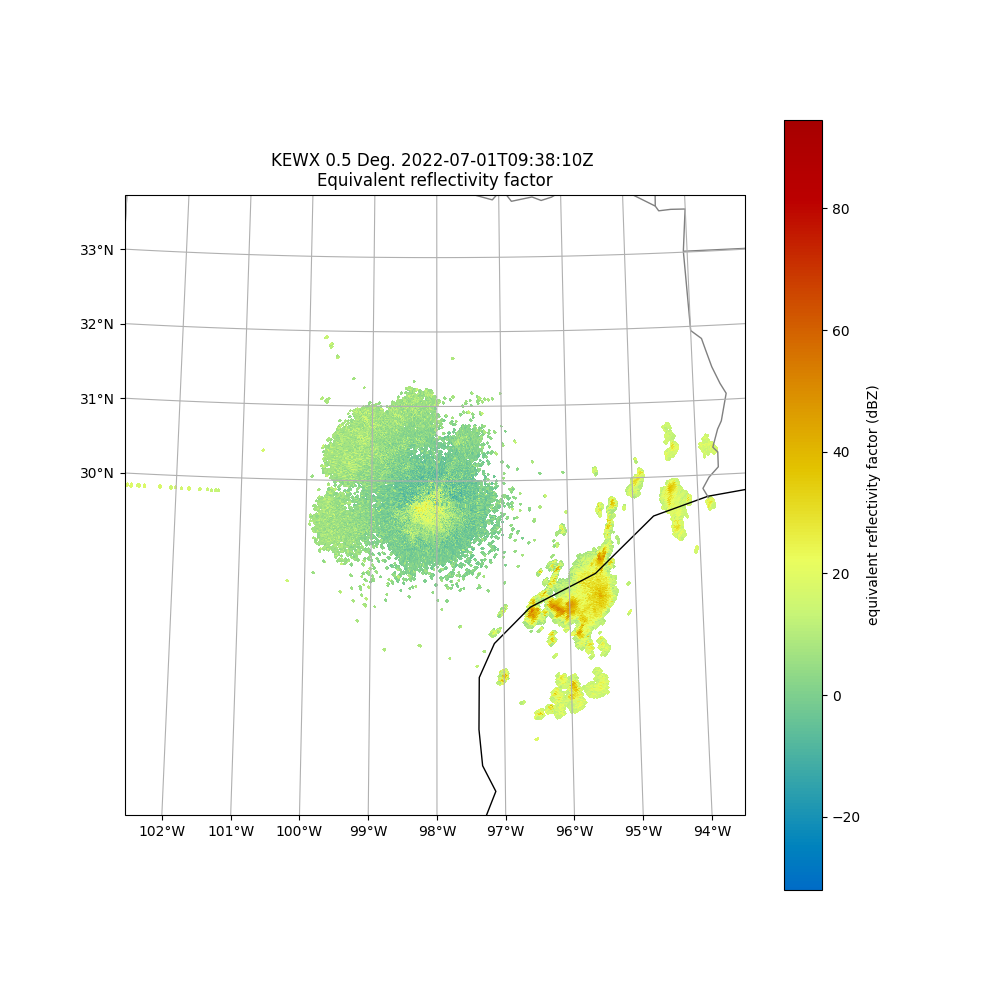 KEWX 0.5 Deg. 2022-07-01T09:38:10Z
Equivalent reflectivity factor
33°N
32°N
31°N
30°N
102°W 101°W 100°W 99°W 98°W 97°W 96°W 95°W 94°W
80
60
40
20
0
−20
equivalent reflectivity factor (dBZ)